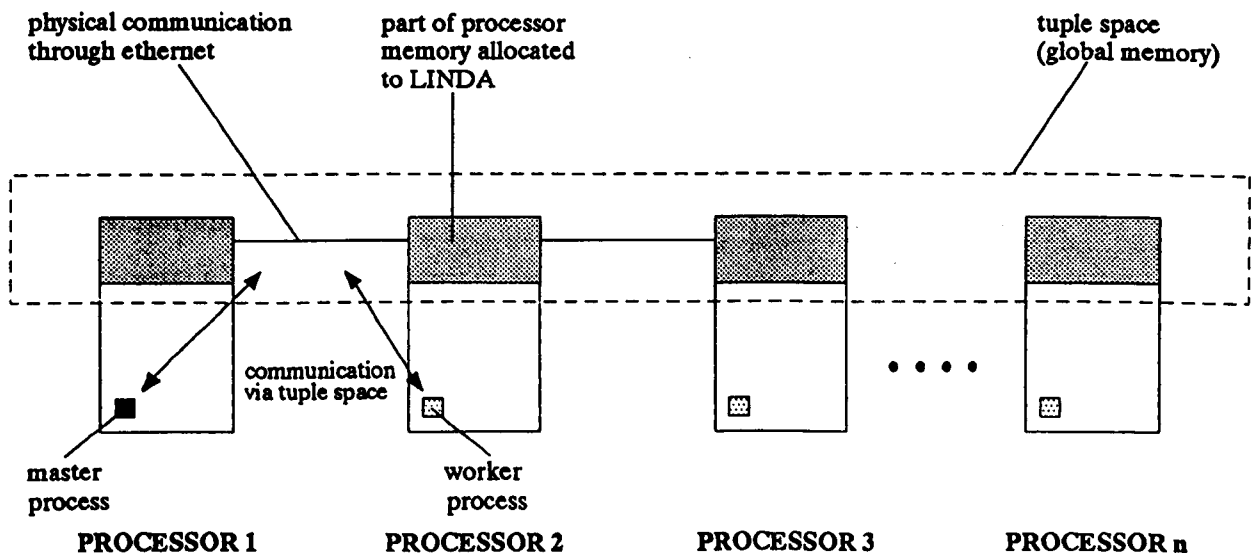 physical communication
through ethernet
part of processor
memory allocated
to LINDA
tuple space
(global memory)
communication
via tuple space
master
process
worker
process
PROCESSOR 1
PROCESSOR 2
PROCESSOR 3
PROCESSOR n